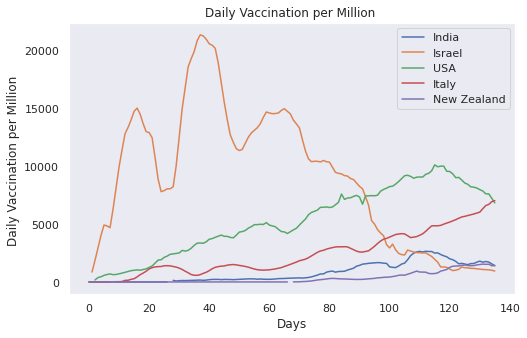 Daily Vaccination per Million
India
Israel
USA
Italy
New Zealand
Daily Vaccination per Million
20000
15000
10000
5000
0
0 20 40 60 80 100 120 140
Days